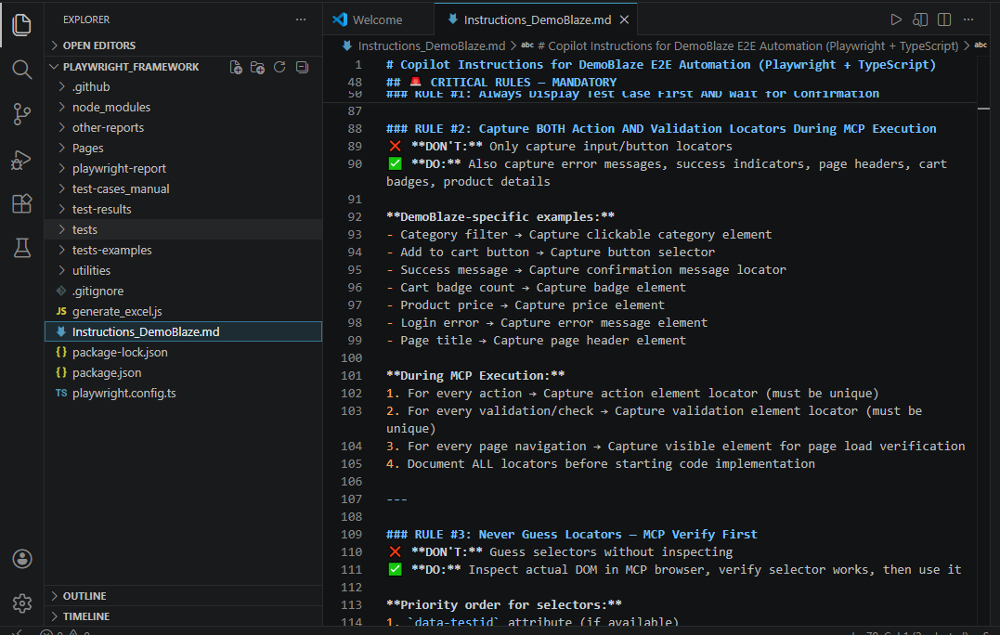 EXPLORER
OPEN EDITORS
PLAYWRIGHT_FRAMEWORK
.github
node_modules
other-reports
Pages
playwright-report
test-cases_manual
test-results
tests
tests-examples
utilities
.gitignore
JS generate_excel.js
Instructions_DemoBlaze.md
{} package-lock.json
{} package.json
TS playwright.config.ts
OUTLINE
TIMELINE
Welcome
Instructions_DemoBlaze.md
Instructions_DemoBlaze.md > abc # Copilot Instructions for DemoBlaze E2E Automation (Playwright + TypeScript) > abc
1 # Copilot Instructions for DemoBlaze E2E Automation (Playwright + TypeScript)
48 ## 🚨 CRITICAL RULES — MANDATORY
50 ### RULE #1: Always Display Test Case First AND Wait for Confirmation
87
88 ### RULE #2: Capture BOTH Action AND Validation Locators During MCP Execution
89 ❌ **DON'T:** Only capture input/button locators
90 ✅ **DO:** Also capture error messages, success indicators, page headers, cart
badges, product details
91
92 **DemoBlaze-specific examples:**
93 - Category filter → Capture clickable category element
94 - Add to cart button → Capture button selector
95 - Success message → Capture confirmation message locator
96 - Cart badge count → Capture badge element
97 - Product price → Capture price element
98 - Login error → Capture error message element
99 - Page title → Capture page header element
100
101 **During MCP Execution:**
102 1. For every action → Capture action element locator (must be unique)
103 2. For every validation/check → Capture validation element locator (must be
unique)
104 3. For every page navigation → Capture visible element for page load verification
105 4. Document ALL locators before starting code implementation
106
107 ---
108
109 ### RULE #3: Never Guess Locators — MCP Verify First
110 ❌ **DON'T:** Guess selectors without inspecting
111 ✅ **DO:** Inspect actual DOM in MCP browser, verify selector works, then use it
112
113 **Priority order for selectors:**
114 1. `data-testid` attribute (if available)